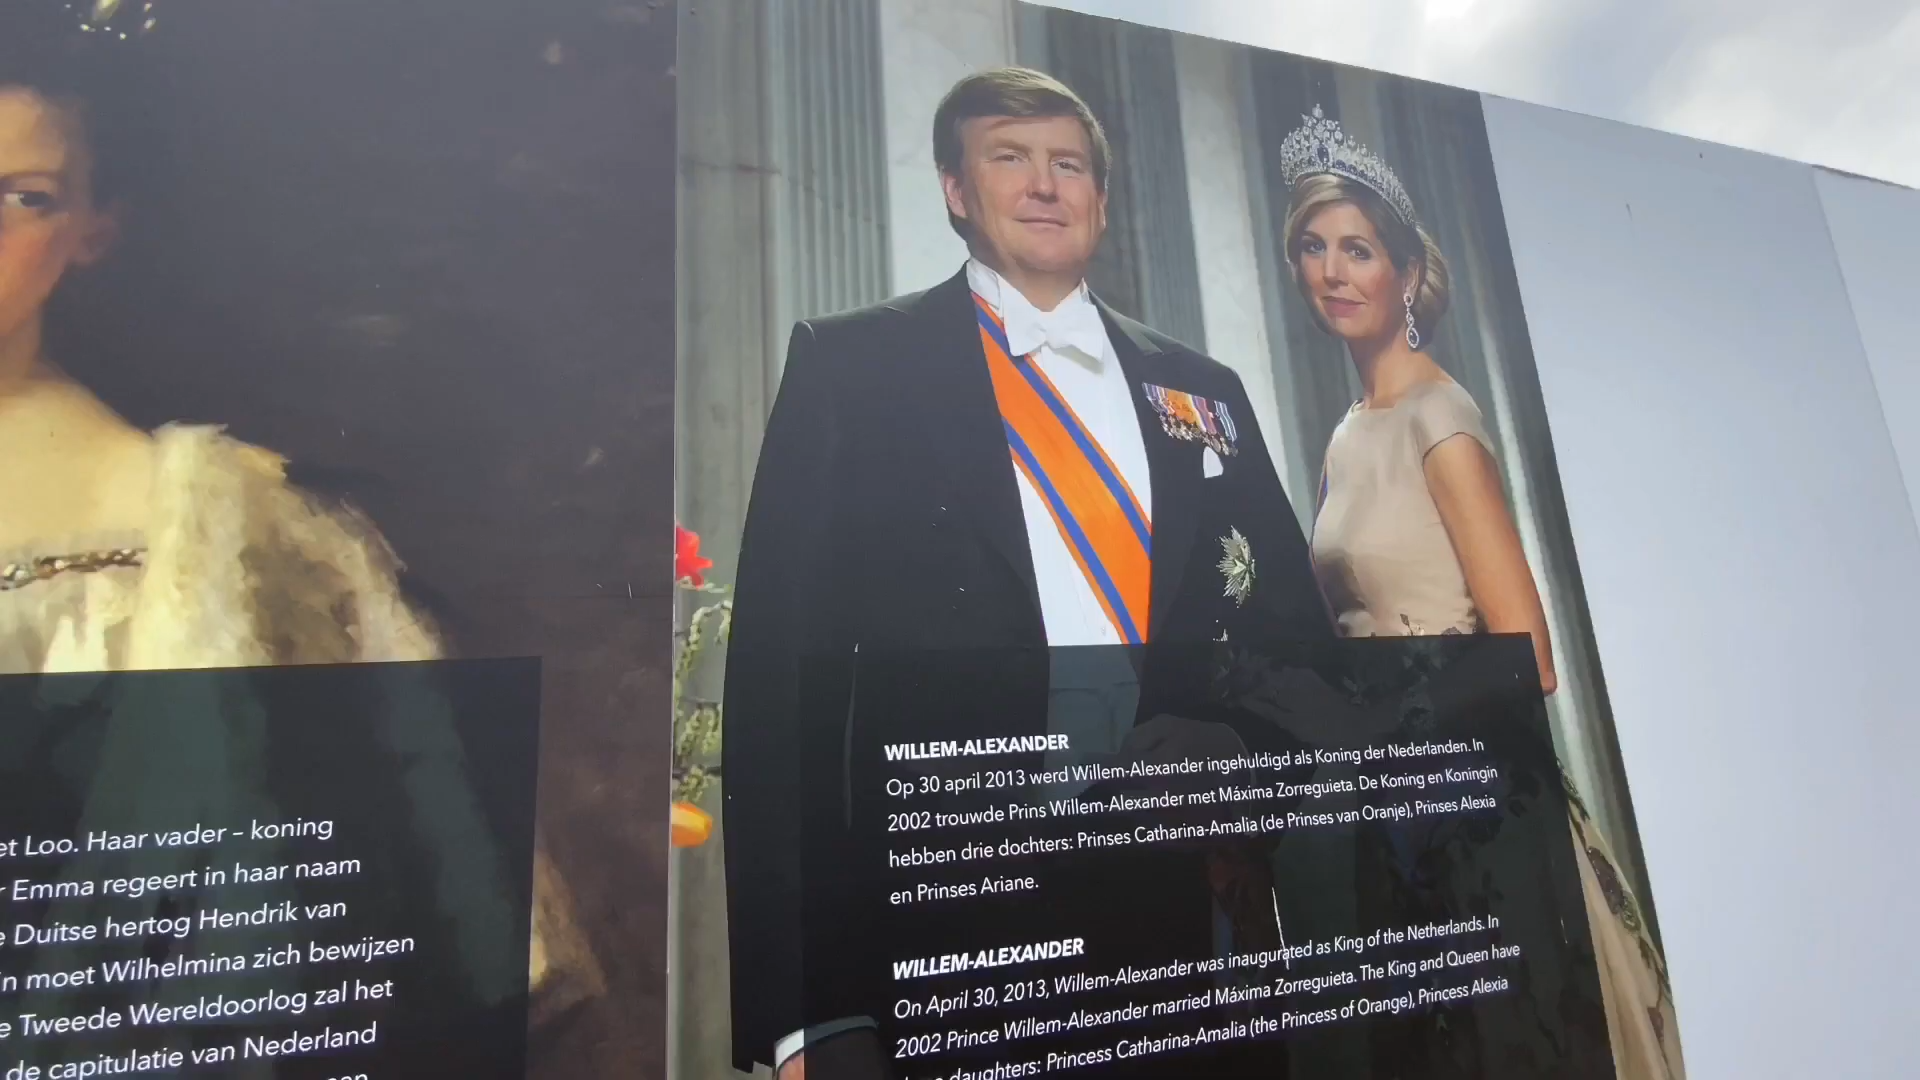 et Loo. Haar vader – koning
Emma regeert in haar naam
Duitse hertog Hendrik van
moet Wilhelmina zich bewijzen
Tweede Wereldoorlog zal het
de capitulatie van Nederland
WILLEM-ALEXANDER
Op 30 april 2013 werd Willem-Alexander ingehuldigd als Koning der Nederlanden. In
2002 trouwde Prins Willem-Alexander met Máxima Zorreguieta. De Koning en Koningin
hebben drie dochters: Prinses Catharina-Amalia (de Prinses van Oranje), Prinses Alexia
en Prinses Ariane.
WILLEM-ALEXANDER
On April 30, 2013, Willem-Alexander was inaugurated as King of the Netherlands. In
2002 Prince Willem-Alexander married Máxima Zorreguieta. The King and Queen have
daughters: Princess Catharina-Amalia (the Princess of Orange), Princess Alexia